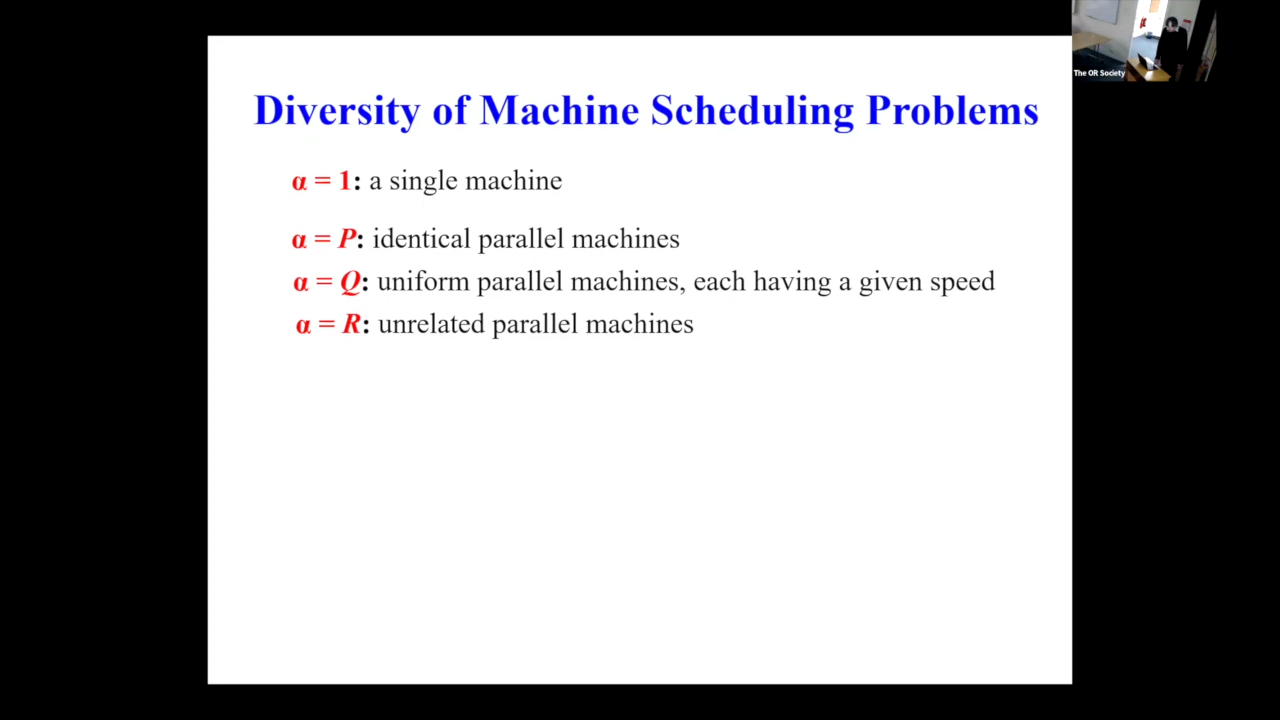 The OR Society
Diversity of Machine Scheduling Problems
α = 1: a single machine
α = P: identical parallel machines
α = Q: uniform parallel machines, each having a given speed
α = R: unrelated parallel machines